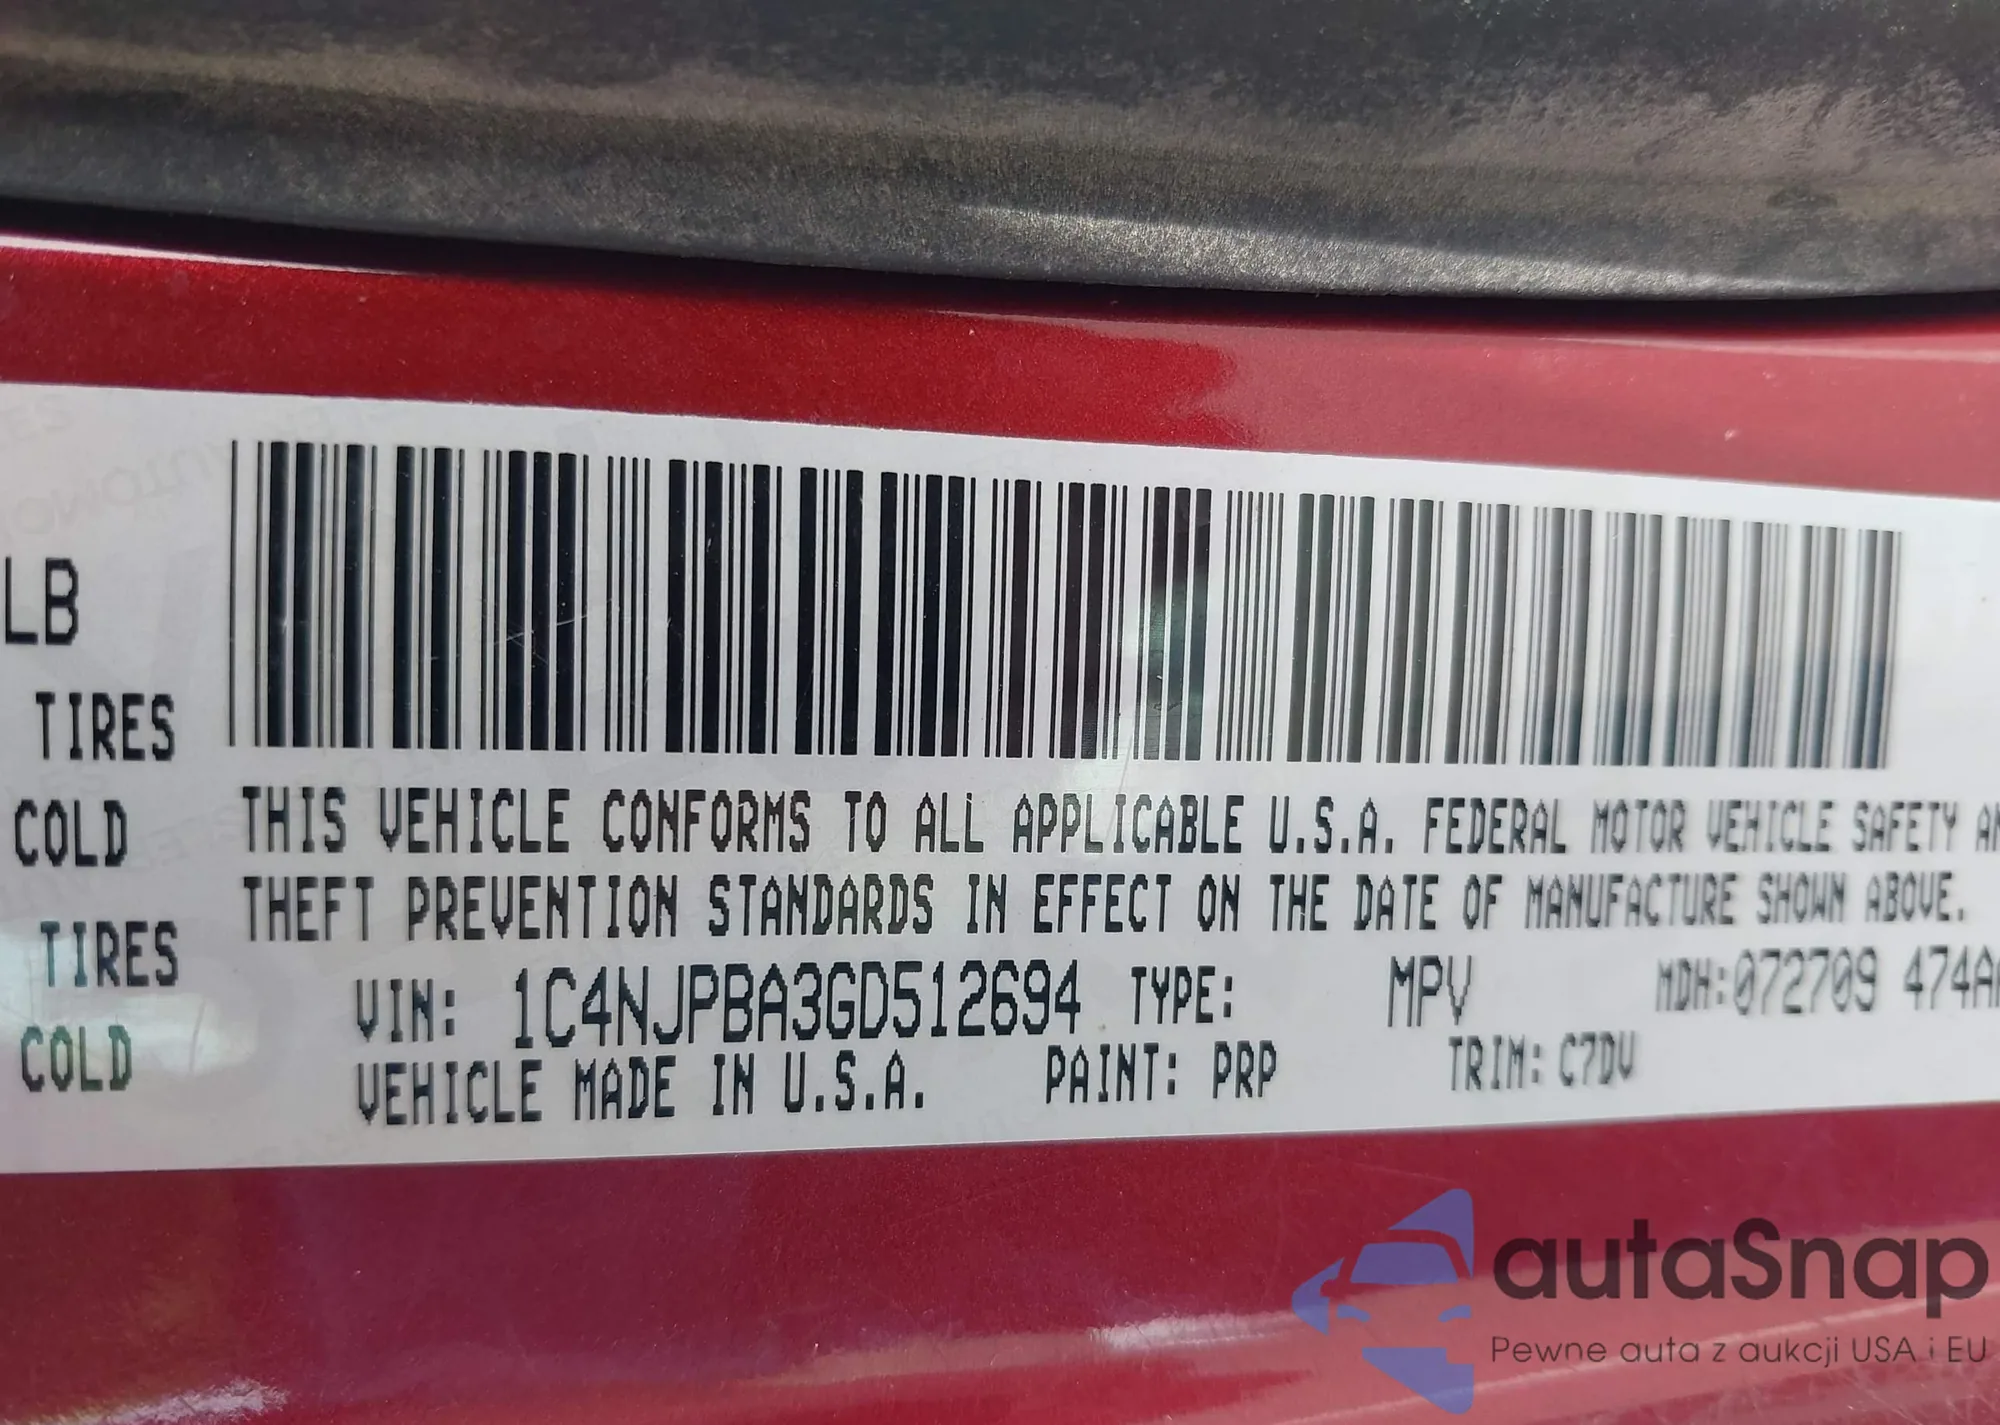 LB
TIRES
COLD
TIRES
COLD
THIS VEHICLE CONFORMS TO ALL APPLICABLE U.S.A. FEDERAL MOTOR VEHICLE SAFETY
THEFT PREVENTION STANDARDS IN EFFECT ON THE DATE OF MANUFACTURE SHOWN ABOVE.
VIN: 1C4NJPBA3GD512694 TYPE: MPV MDH:072709 474A
VEHICLE MADE IN U.S.A. PAINT: PRP TRIM: C7DV
autaSnap
Pewne auta z aukcji USA i EU